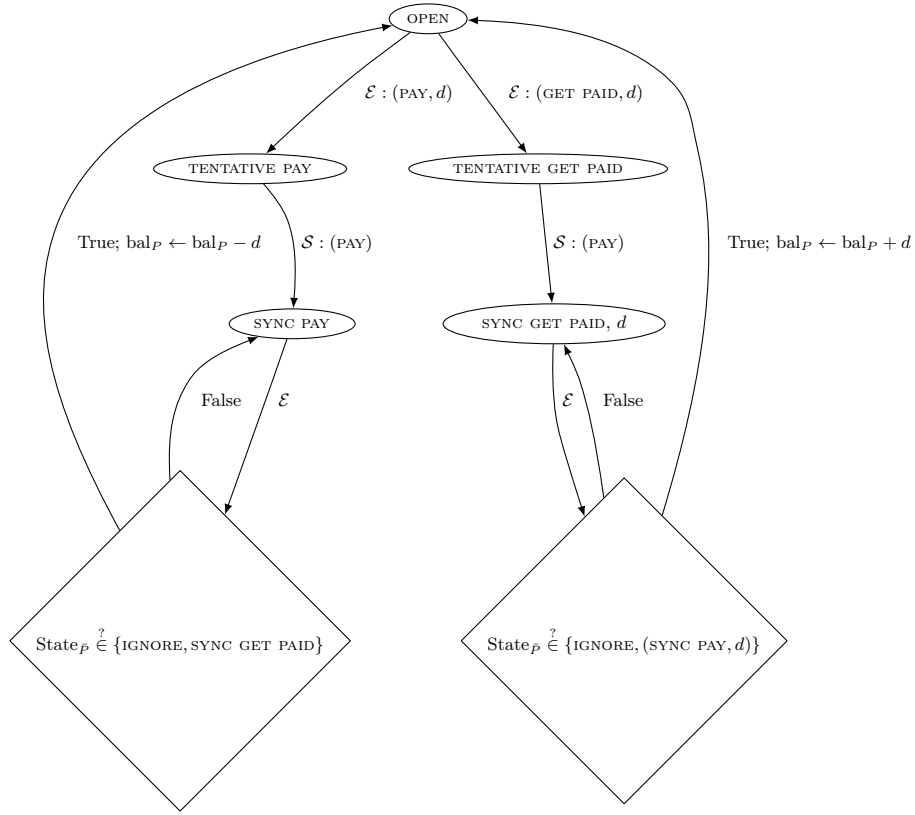 OPEN
ℰ : (PAY, d)
ℰ : (GET PAID, d)
TENTATIVE PAY
TENTATIVE GET PAID
True; bal_P ← bal_P − d
𝒮 : (PAY)
𝒮 : (PAY)
True; bal_P ← bal_P + d
SYNC PAY
SYNC GET PAID, d
False
ℰ
ℰ
False
State_P̄ ∈? {IGNORE, SYNC GET PAID}
State_P̄ ∈? {IGNORE, (SYNC PAY, d)}